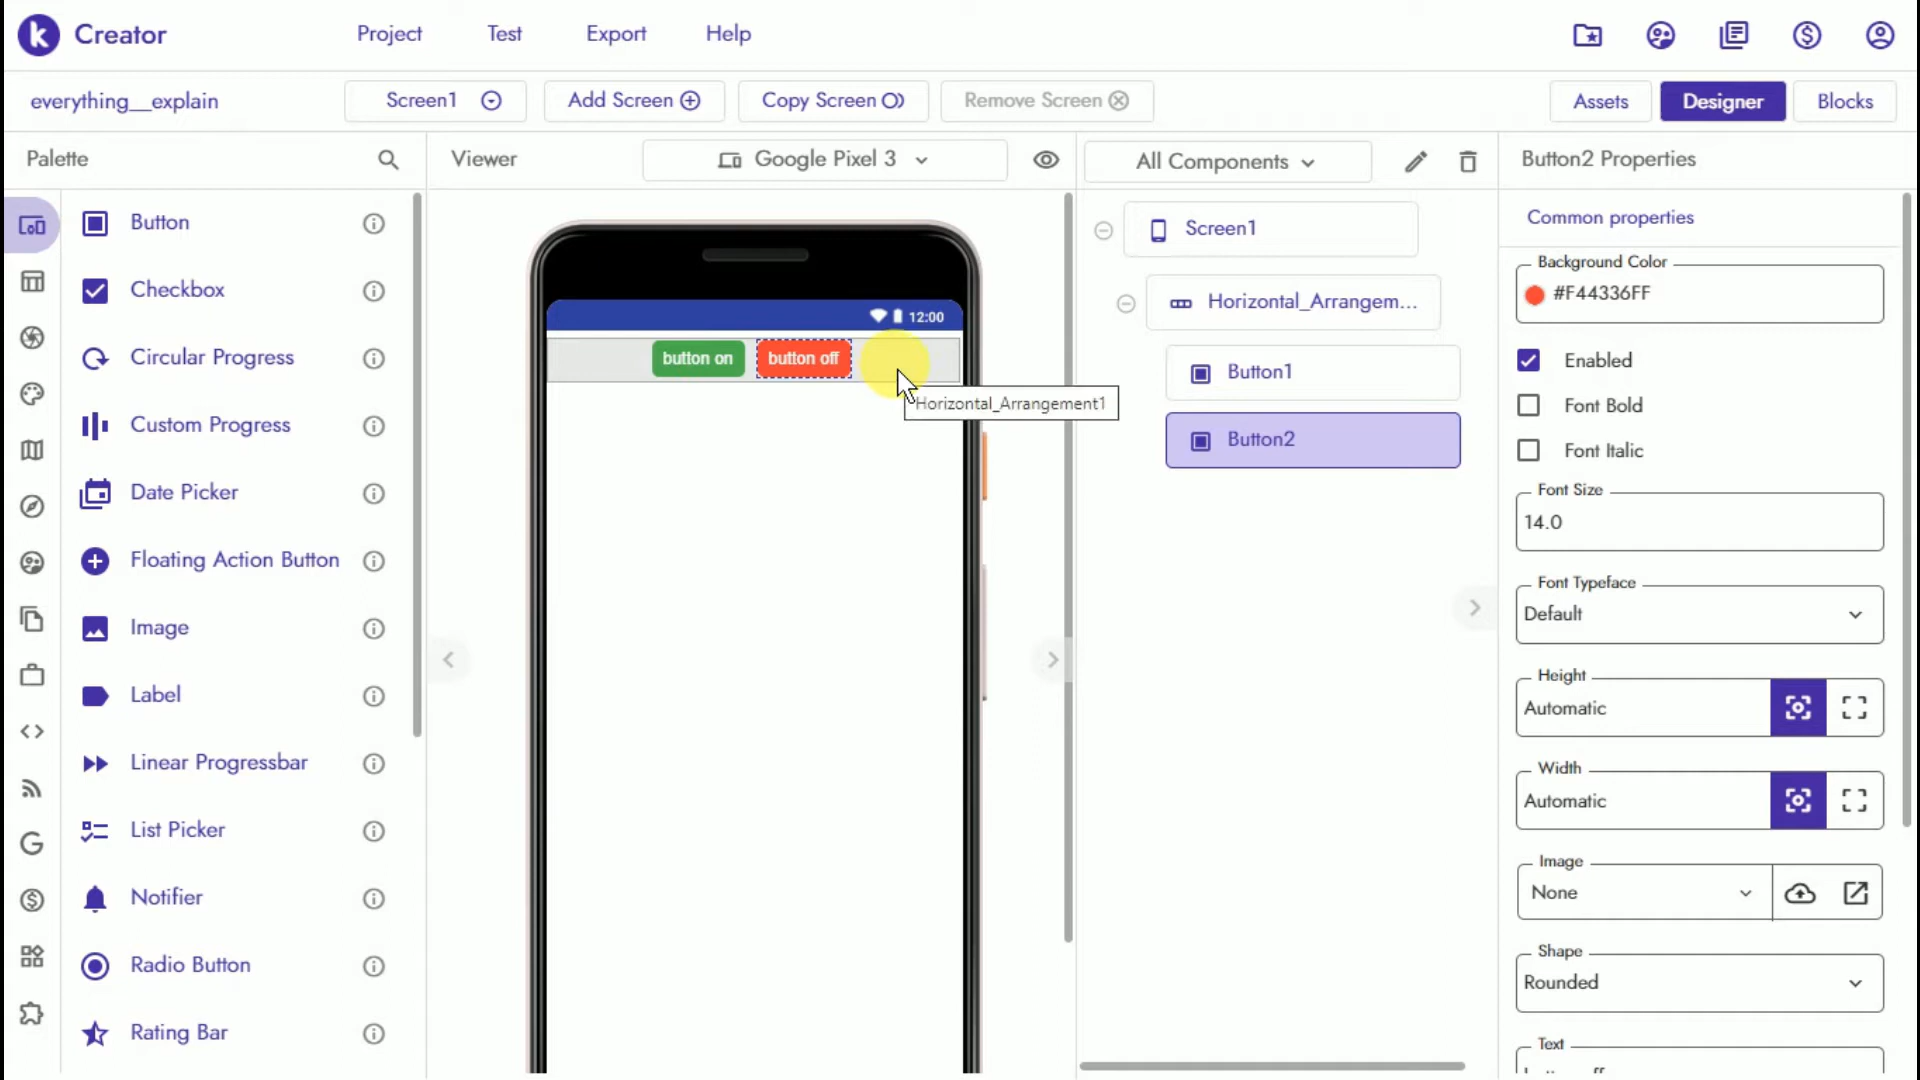 k Creator Project Test Export Help
everything__explain Screen1 Add Screen Copy Screen Remove Screen Assets Designer Blocks
Palette
Button
Checkbox
Circular Progress
Custom Progress
Date Picker
Floating Action Button
Image
Label
Linear Progressbar
List Picker
Notifier
Radio Button
Rating Bar
Viewer Google Pixel 3
12:00
button on button off
Horizontal_Arrangement1
All Components
Screen1
Horizontal_Arrangem...
Button1
Button2
Button2 Properties
Common properties
Background Color
#F44336FF
Enabled
Font Bold
Font Italic
Font Size
14.0
Font Typeface
Default
Height
Automatic
Width
Automatic
Image
None
Shape
Rounded
Text